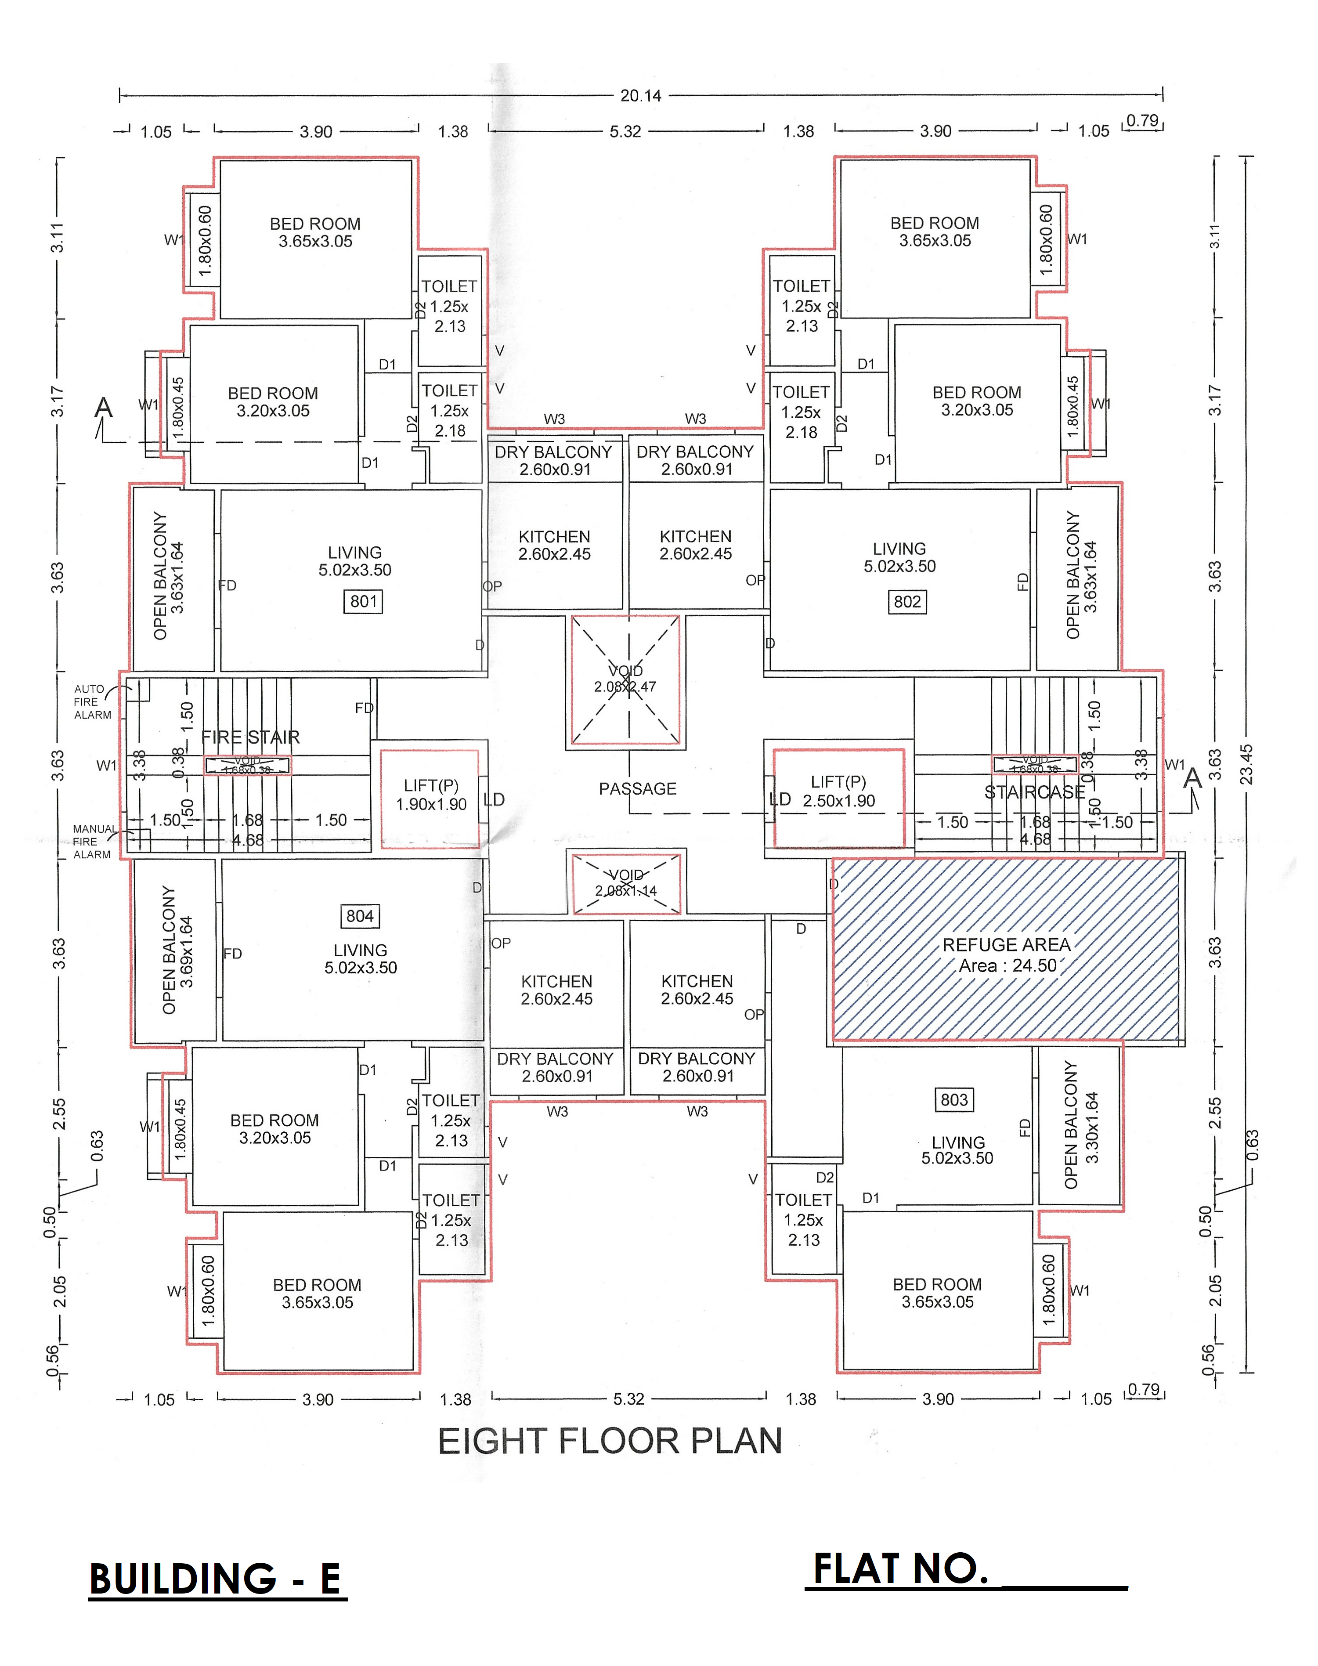 20.14
1.05 3.90 1.38 5.32 1.38 3.90 1.05 0.79
3.11
3.17
3.63
3.63
3.63
2.55
0.63
0.50
2.05
0.56
BED ROOM
3.65x3.05
1.80x0.60
W1
TOILET
1.25x
2.13
D2
V
D1
BED ROOM
3.20x3.05
1.80x0.45
W1
A
TOILET
1.25x
2.18
D2
V
D1
W3
DRY BALCONY
2.60x0.91
KITCHEN
2.60x2.45
OP
OPEN BALCONY
3.63x1.64
FD
LIVING
5.02x3.50
801
D
BED ROOM
3.65x3.05
1.80x0.60
W1
TOILET
1.25x
2.13
D2
V
D1
BED ROOM
3.20x3.05
1.80x0.45
W1
TOILET
1.25x
2.18
D2
V
D1
W3
DRY BALCONY
2.60x0.91
KITCHEN
2.60x2.45
OP
LIVING
5.02x3.50
802
FD
OPEN BALCONY
3.63x1.64
D
VOID
2.08x2.47
AUTO
FIRE
ALARM
FIRE STAIR
FD
1.50
3.38
0.38
VOID
1.68x0.38
1.50
W1
1.50 1.68 1.50
4.68
MANUAL
FIRE
ALARM
LIFT(P)
1.90x1.90
LD
PASSAGE
LD
LIFT(P)
2.50x1.90
VOID
1.68x0.38
STAIRCASE
1.50
0.38
3.38
1.50
W1
A
1.50 1.68 1.50
4.68
VOID
2.08x1.14
D
804
LIVING
5.02x3.50
FD
OPEN BALCONY
3.69x1.64
OP
KITCHEN
2.60x2.45
DRY BALCONY
2.60x0.91
W3
KITCHEN
2.60x2.45
OP
DRY BALCONY
2.60x0.91
W3
D
D
REFUGE AREA
Area : 24.50
D1
BED ROOM
3.20x3.05
1.80x0.45
W1
D2
TOILET
1.25x
2.13
V
D1
TOILET
1.25x
2.13
D2
V
BED ROOM
3.65x3.05
1.80x0.60
W1
803
LIVING
5.02x3.50
FD
OPEN BALCONY
3.30x1.64
D2
D1
TOILET
1.25x
2.13
V
BED ROOM
3.65x3.05
1.80x0.60
W1
3.11
3.17
3.63
3.63
3.63
2.55
0.63
0.50
2.05
0.56
23.45
1.05 3.90 1.38 5.32 1.38 3.90 1.05 0.79
EIGHT FLOOR PLAN
BUILDING - E
FLAT NO. ______